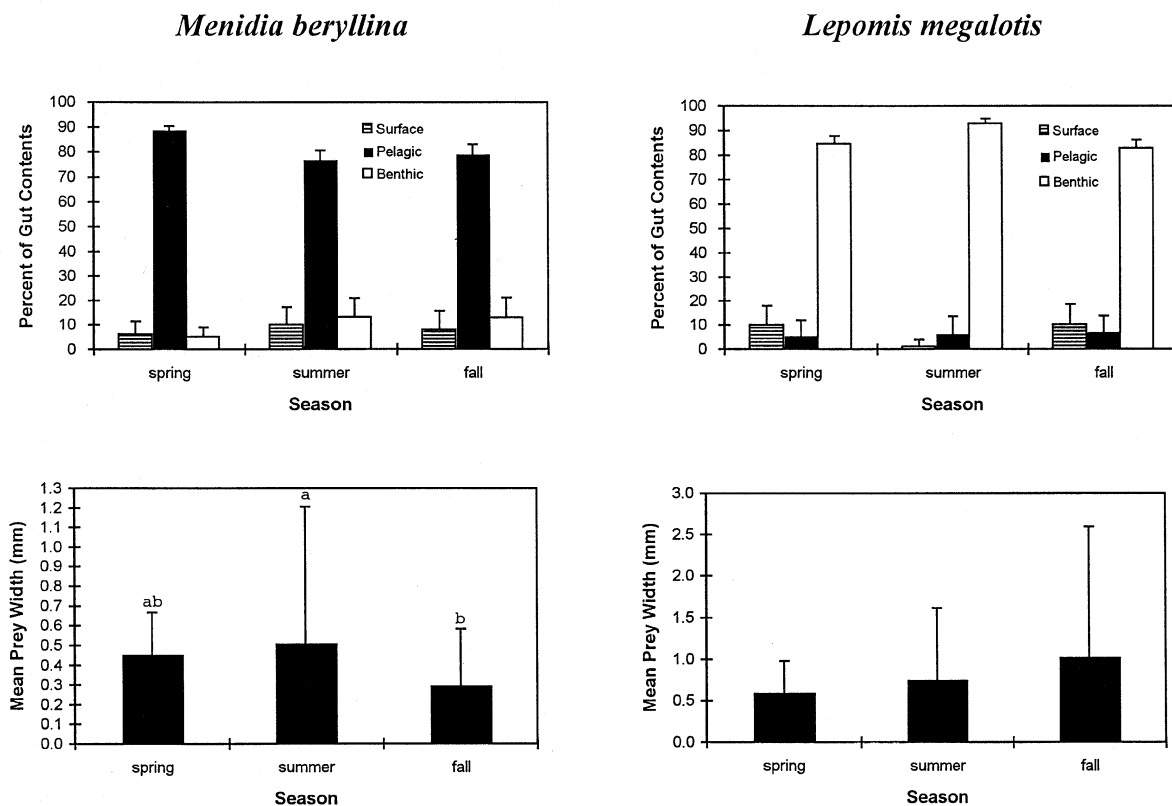 Menidia beryllina
Lepomis megalotis
Percent of Gut Contents
100
90
80
70
60
50
40
30
20
10
0
Surface
Pelagic
Benthic
spring summer fall
Season
Percent of Gut Contents
100
90
80
70
60
50
40
30
20
10
0
Surface
Pelagic
Benthic
spring summer fall
Season
Mean Prey Width (mm)
1.3
1.2
1.1
1.0
0.9
0.8
0.7
0.6
0.5
0.4
0.3
0.2
0.1
0.0
ab
a
b
spring summer fall
Season
Mean Prey Width (mm)
3.0
2.5
2.0
1.5
1.0
0.5
0.0
spring summer fall
Season